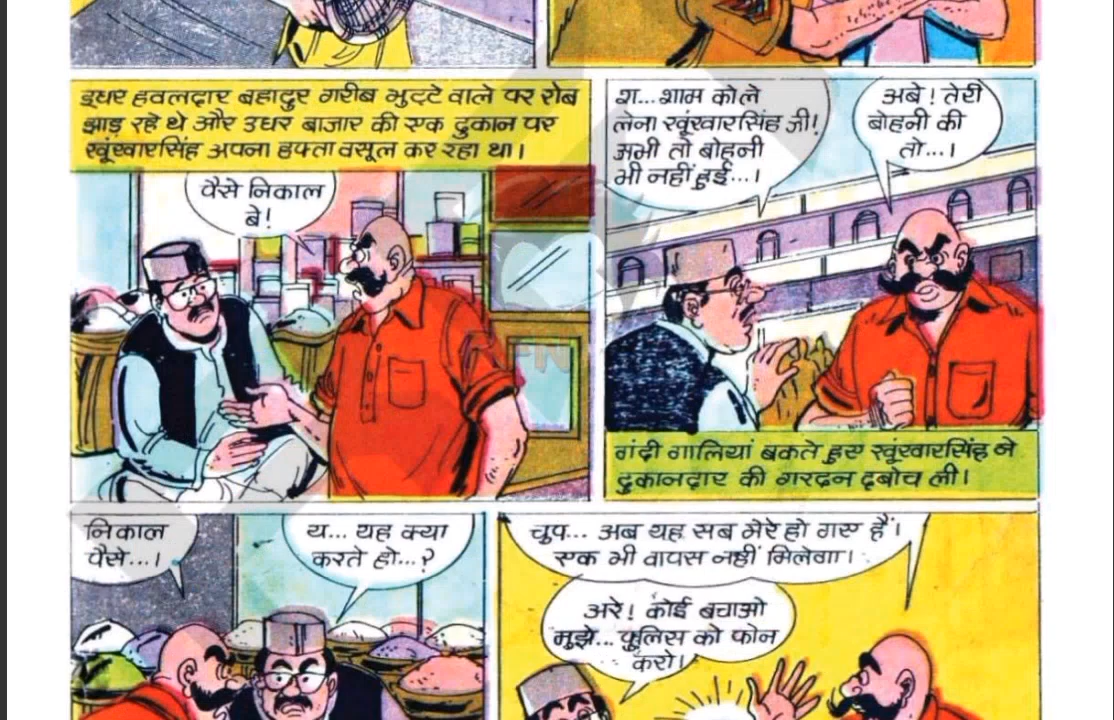 इधर हवलदार बहादुर गरीब भुट्टे वाले पर रोब
झाड़ रहे थे और उधर बाजार की एक दुकान पर
खूंखारसिंह अपना हफ्ता वसूल कर रहा था।
पैसे निकाल
बे!
श... शाम को ले
लेना खूंखारसिंह जी!
अभी तो बोहनी
भी नहीं हुई...।
अबे! तेरी
बोहनी की
तो...।
गंदी गालियां बकते हुए खूंखारसिंह ने
दुकानदार की गरदन दबोच ली।
निकाल
पैसे...।
य... यह क्या
करते हो...?
चुप... अब यह सब मेरे हो गए हैं।
एक भी वापस नहीं मिलेगा।
अरे! कोई बचाओ
मुझे... पुलिस को फोन
करो।